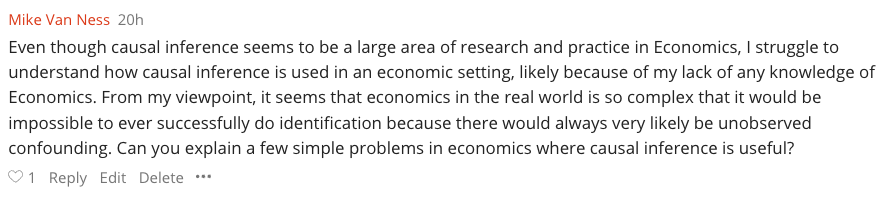 Mike Van Ness 20h
Even though causal inference seems to be a large area of research and practice in Economics, I struggle to
understand how causal inference is used in an economic setting, likely because of my lack of any knowledge of
Economics. From my viewpoint, it seems that economics in the real world is so complex that it would be
impossible to ever successfully do identification because there would always very likely be unobserved
confounding. Can you explain a few simple problems in economics where causal inference is useful?
1 Reply Edit Delete •••